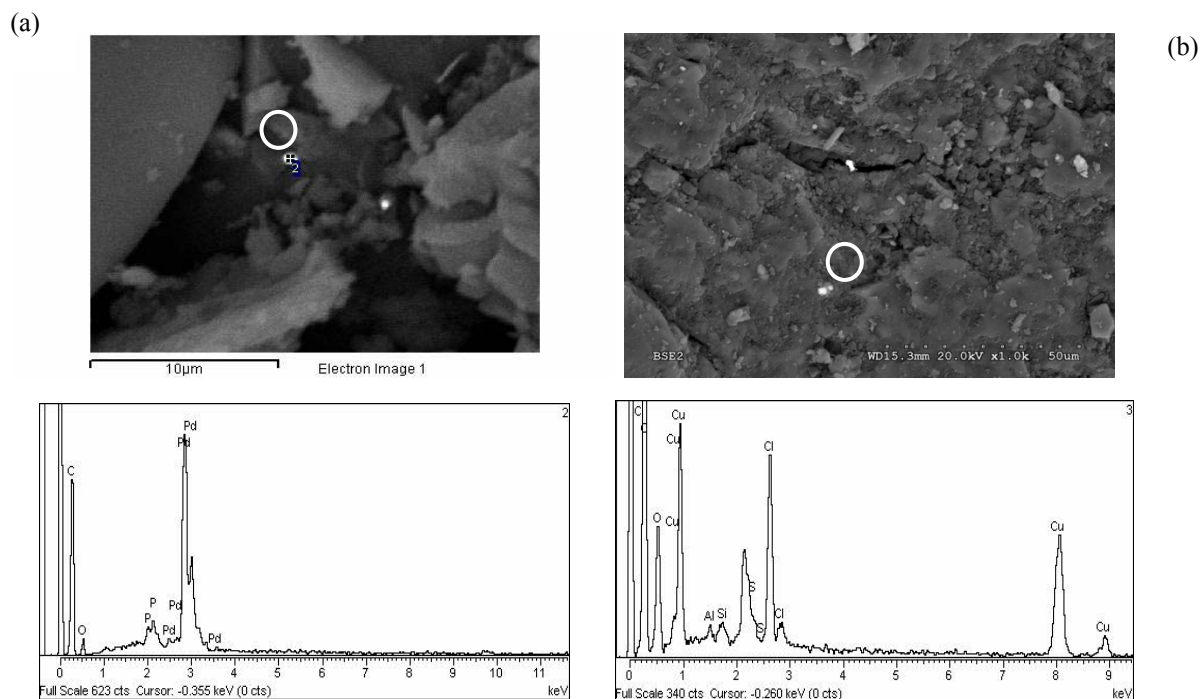 (a)
(b)
2
10µm
Electron Image 1
BSE2
WD15.3mm 20.0kV x1.0k 50um
2
Pd
Pd
C
P
P
Pd
O
Pd
Pd
0 1 2 3 4 5 6 7 8 9 10 11
Full Scale 623 cts Cursor: -0.355 keV (0 cts)
keV
3
C
Cu
C
Cu
Cl
O
Cu
Cu
S
Al
Si
S
Cl
Cu
0 1 2 3 4 5 6 7 8 9
Full Scale 340 cts Cursor: -0.260 keV (0 cts)
keV